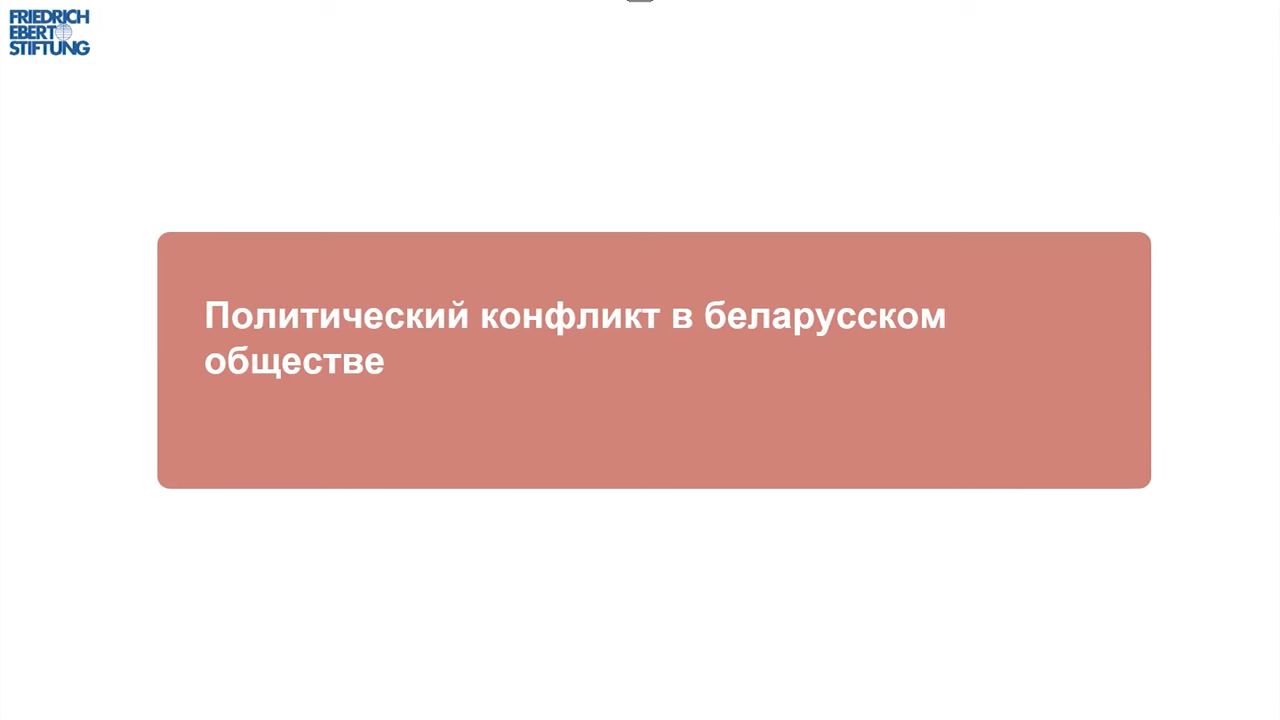 FRIEDRICH
EBERT
STIFTUNG
Политический конфликт в беларусском
обществе